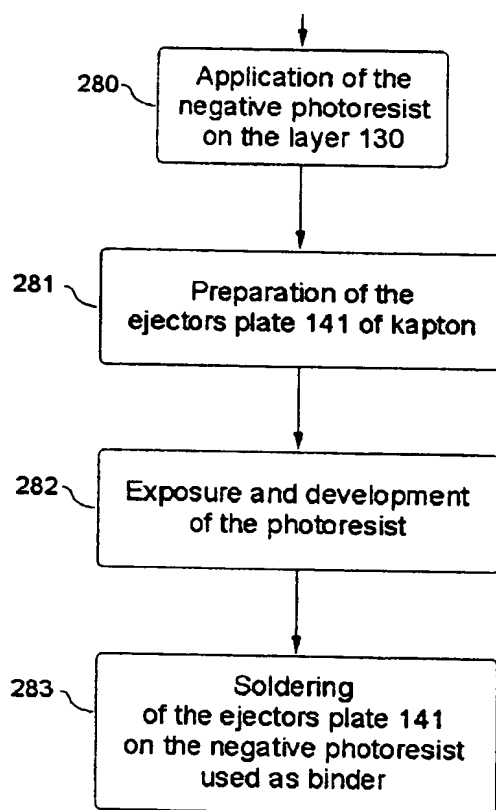 280
Application of the
negative photoresist
on the layer 130
281
Preparation of the
ejectors plate 141 of kapton
282
Exposure and development
of the photoresist
283
Soldering
of the ejectors plate 141
on the negative photoresist
used as binder